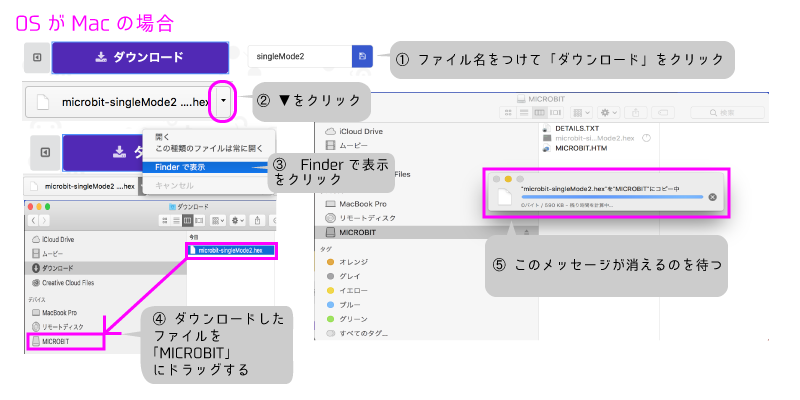 OS が Mac の場合
ダウンロード
singleMode2
① ファイル名をつけて「ダウンロード」をクリック
microbit-singleMode2 ....hex
② ▼をクリック
開く
この種類のファイルは常に開く
Finder で表示
キャンセル
microbit-singleMode2 ....hex
③ Finder で表示
をクリック
ダウンロード
今日
iCloud Drive
ムービー
ダウンロード
Creative Cloud Files
デバイス
MacBook Pro
リモートディスク
MICROBIT
microbit-singleMode2.hex
④ ダウンロードした
ファイルを
「MICROBIT」
にドラッグする
MICROBIT
検索
iCloud Drive
ムービー
Files
MacBook Pro
リモートディスク
MICROBIT
タグ
オレンジ
グレイ
イエロー
ブルー
グリーン
すべてのタグ...
DETAILS.TXT
microbit-si...Mode2.hex
MICROBIT.HTM
"microbit-singleMode2.hex"を"MICROBIT"にコピー中
0バイト / 590 KB - 残り時間を計算中...
⑤ このメッセージが消えるのを待つ